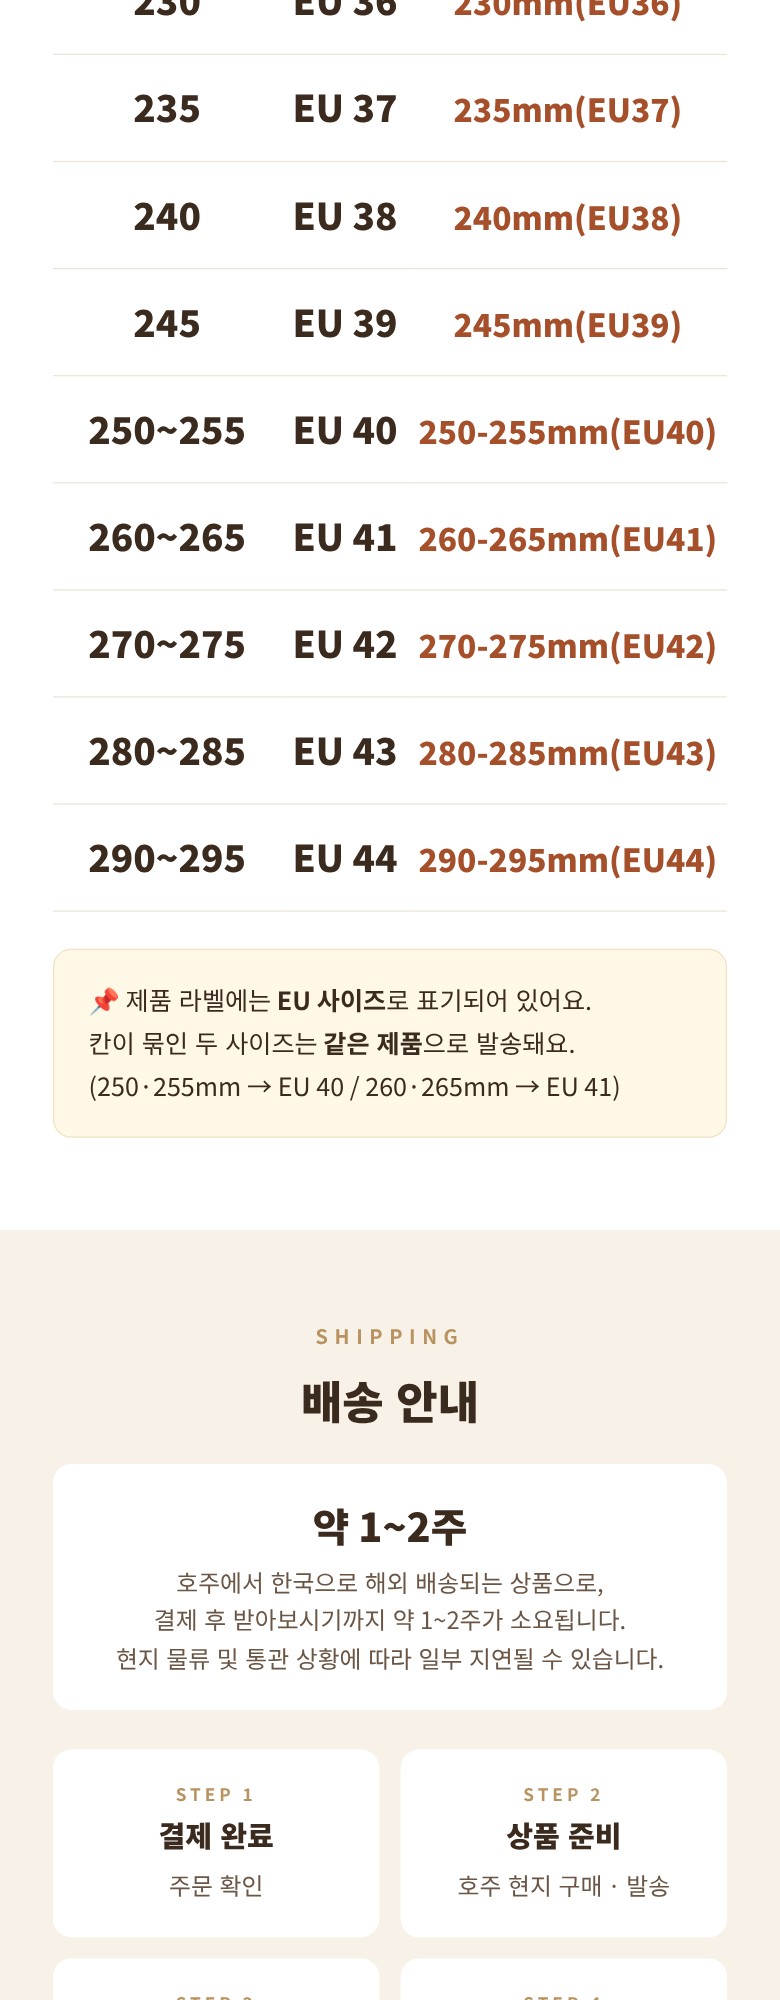 230 EU 36 230mm(EU36)
235 EU 37 235mm(EU37)
240 EU 38 240mm(EU38)
245 EU 39 245mm(EU39)
250~255 EU 40 250-255mm(EU40)
260~265 EU 41 260-265mm(EU41)
270~275 EU 42 270-275mm(EU42)
280~285 EU 43 280-285mm(EU43)
290~295 EU 44 290-295mm(EU44)
📌 제품 라벨에는 EU 사이즈로 표기되어 있어요.
칸이 묶인 두 사이즈는 같은 제품으로 발송돼요.
(250·255mm → EU 40 / 260·265mm → EU 41)
SHIPPING
배송 안내
약 1~2주
호주에서 한국으로 해외 배송되는 상품으로,
결제 후 받아보시기까지 약 1~2주가 소요됩니다.
현지 물류 및 통관 상황에 따라 일부 지연될 수 있습니다.
STEP 1
결제 완료
주문 확인
STEP 2
상품 준비
호주 현지 구매 · 발송